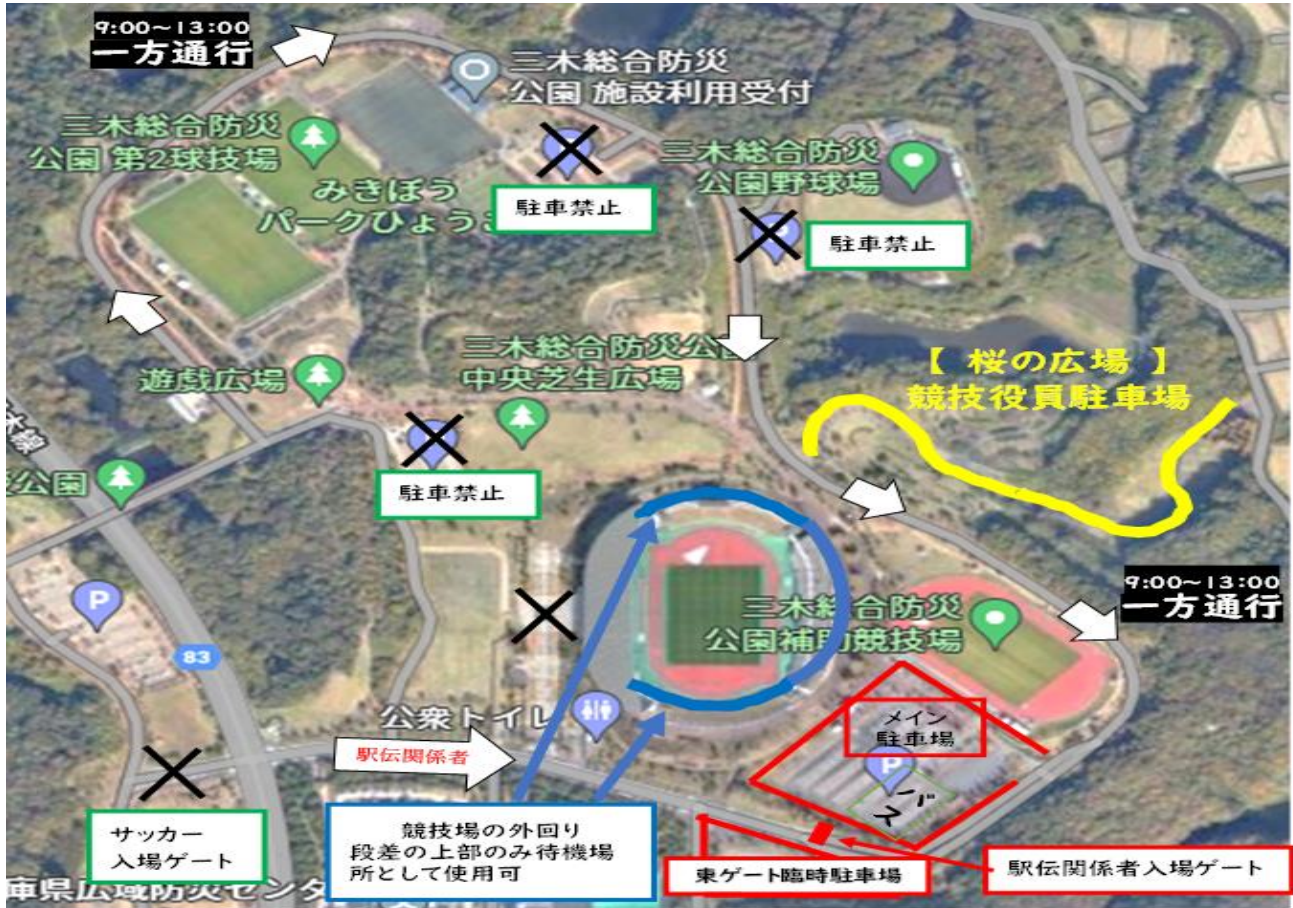 9:00~13:00
一方通行
三木総合防災
公園 施設利用受付
三木総合防災
公園 第2球技場
三木総合防災
公園野球場
みきぼう
パークひょうご
駐車禁止
駐車禁止
【 桜の広場 】
競技役員駐車場
三木総合防災公園
中央芝生広場
遊戯広場
木線
公園
駐車禁止
9:00~13:00
一方通行
P
83
三木総合防災
公園補助競技場
公衆トイレ
メイン
駐車場
P
バス
駅伝関係者
サッカー
入場ゲート
競技場の外回り
段差の上部のみ待機場
所として使用可
東ゲート臨時駐車場
駅伝関係者入場ゲート
庫県広域防災センタ